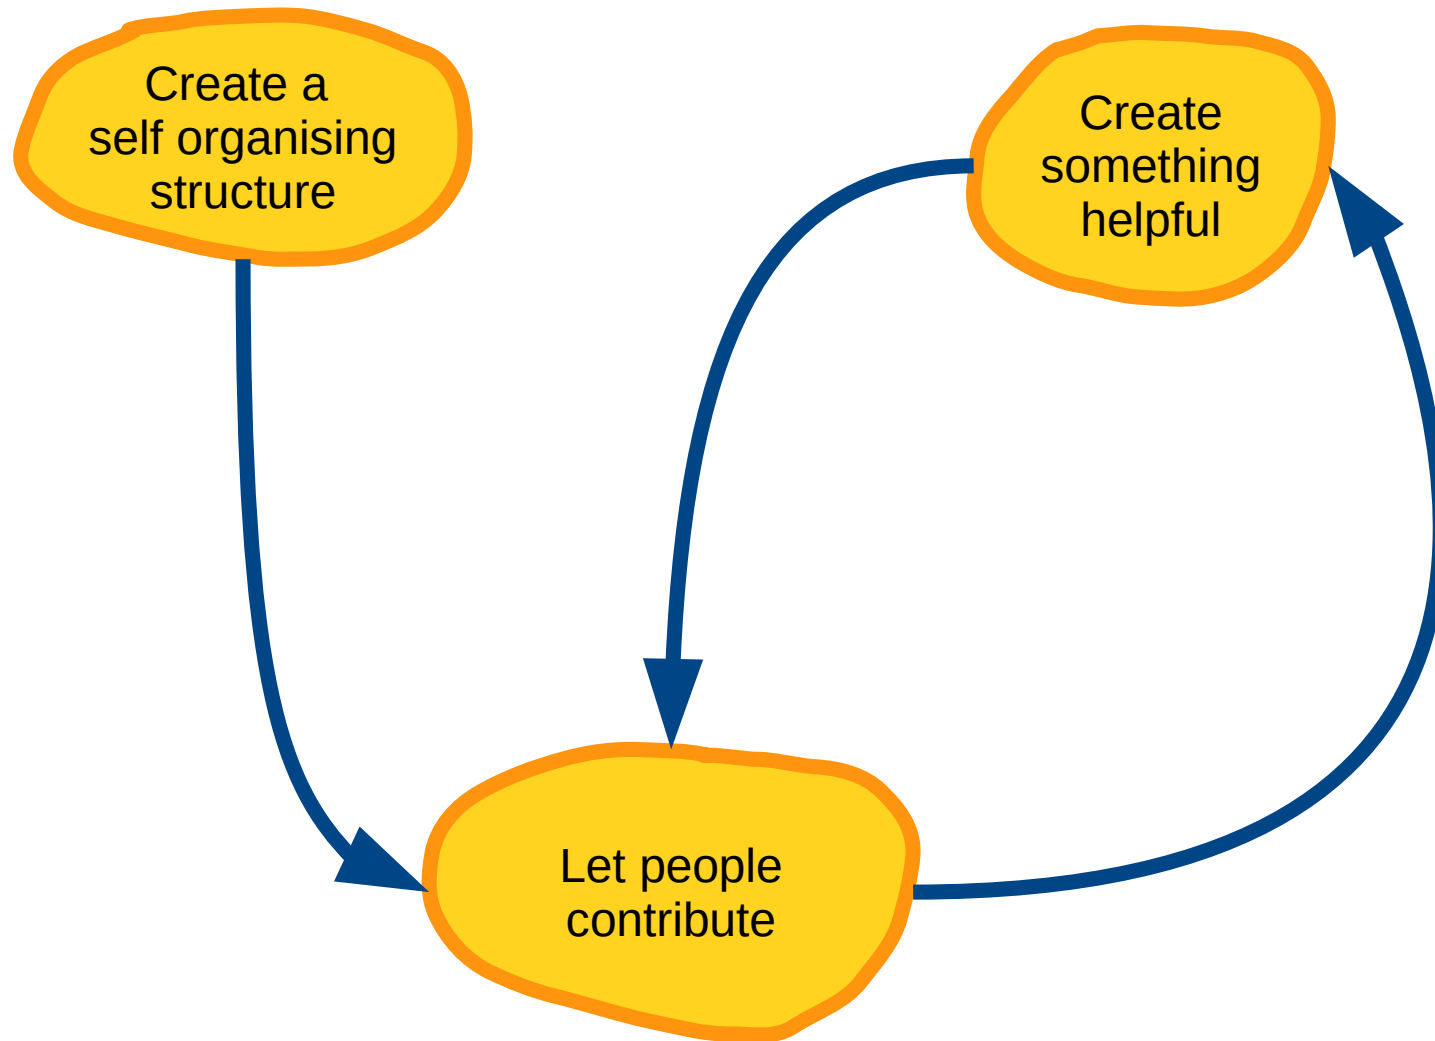 Create a
self organising
structure
Create
something
helpful
Let people
contribute